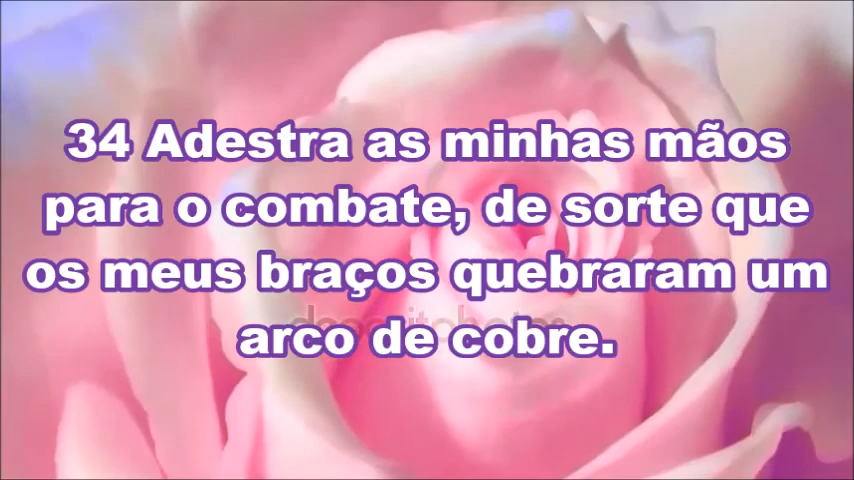 34 Adestra as minhas mãos
para o combate, de sorte que
os meus braços quebraram um
arco de cobre.